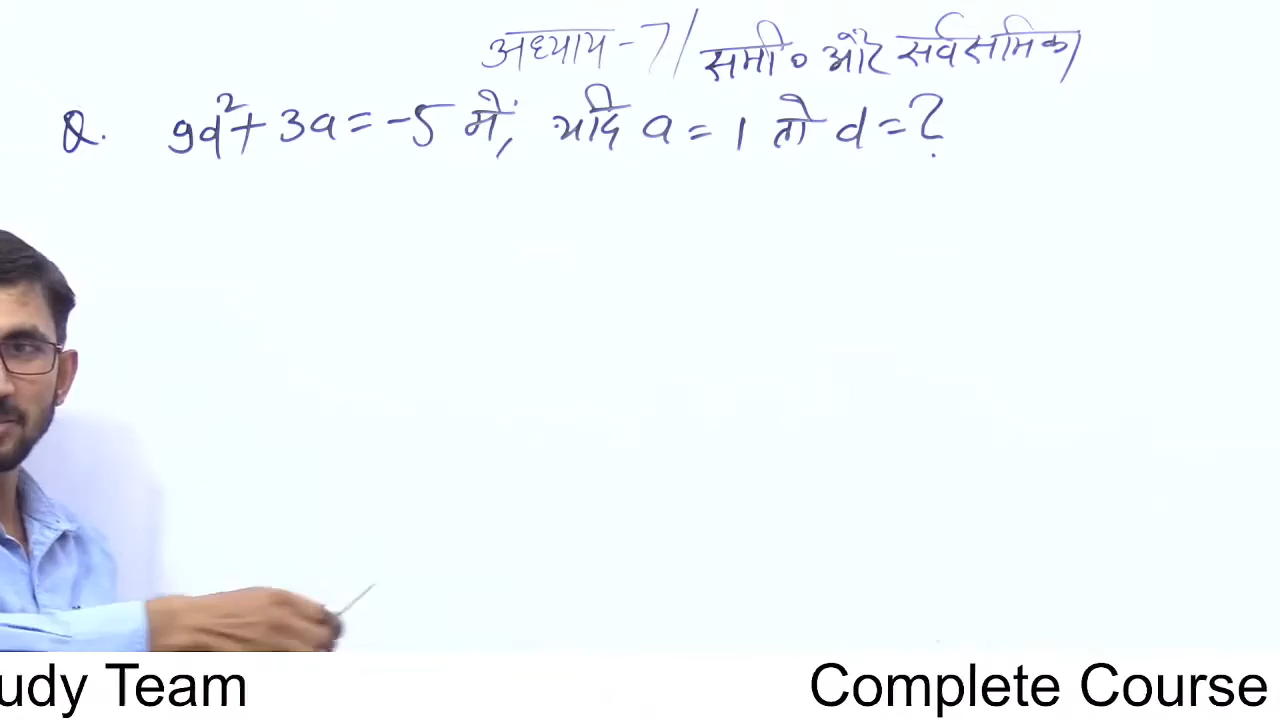 अध्याय-7/ समी० और सर्वसमिका
Q. 9d²+ 3a = -5 में, यदि a = 1 तो d = ?
udy Team Complete Course